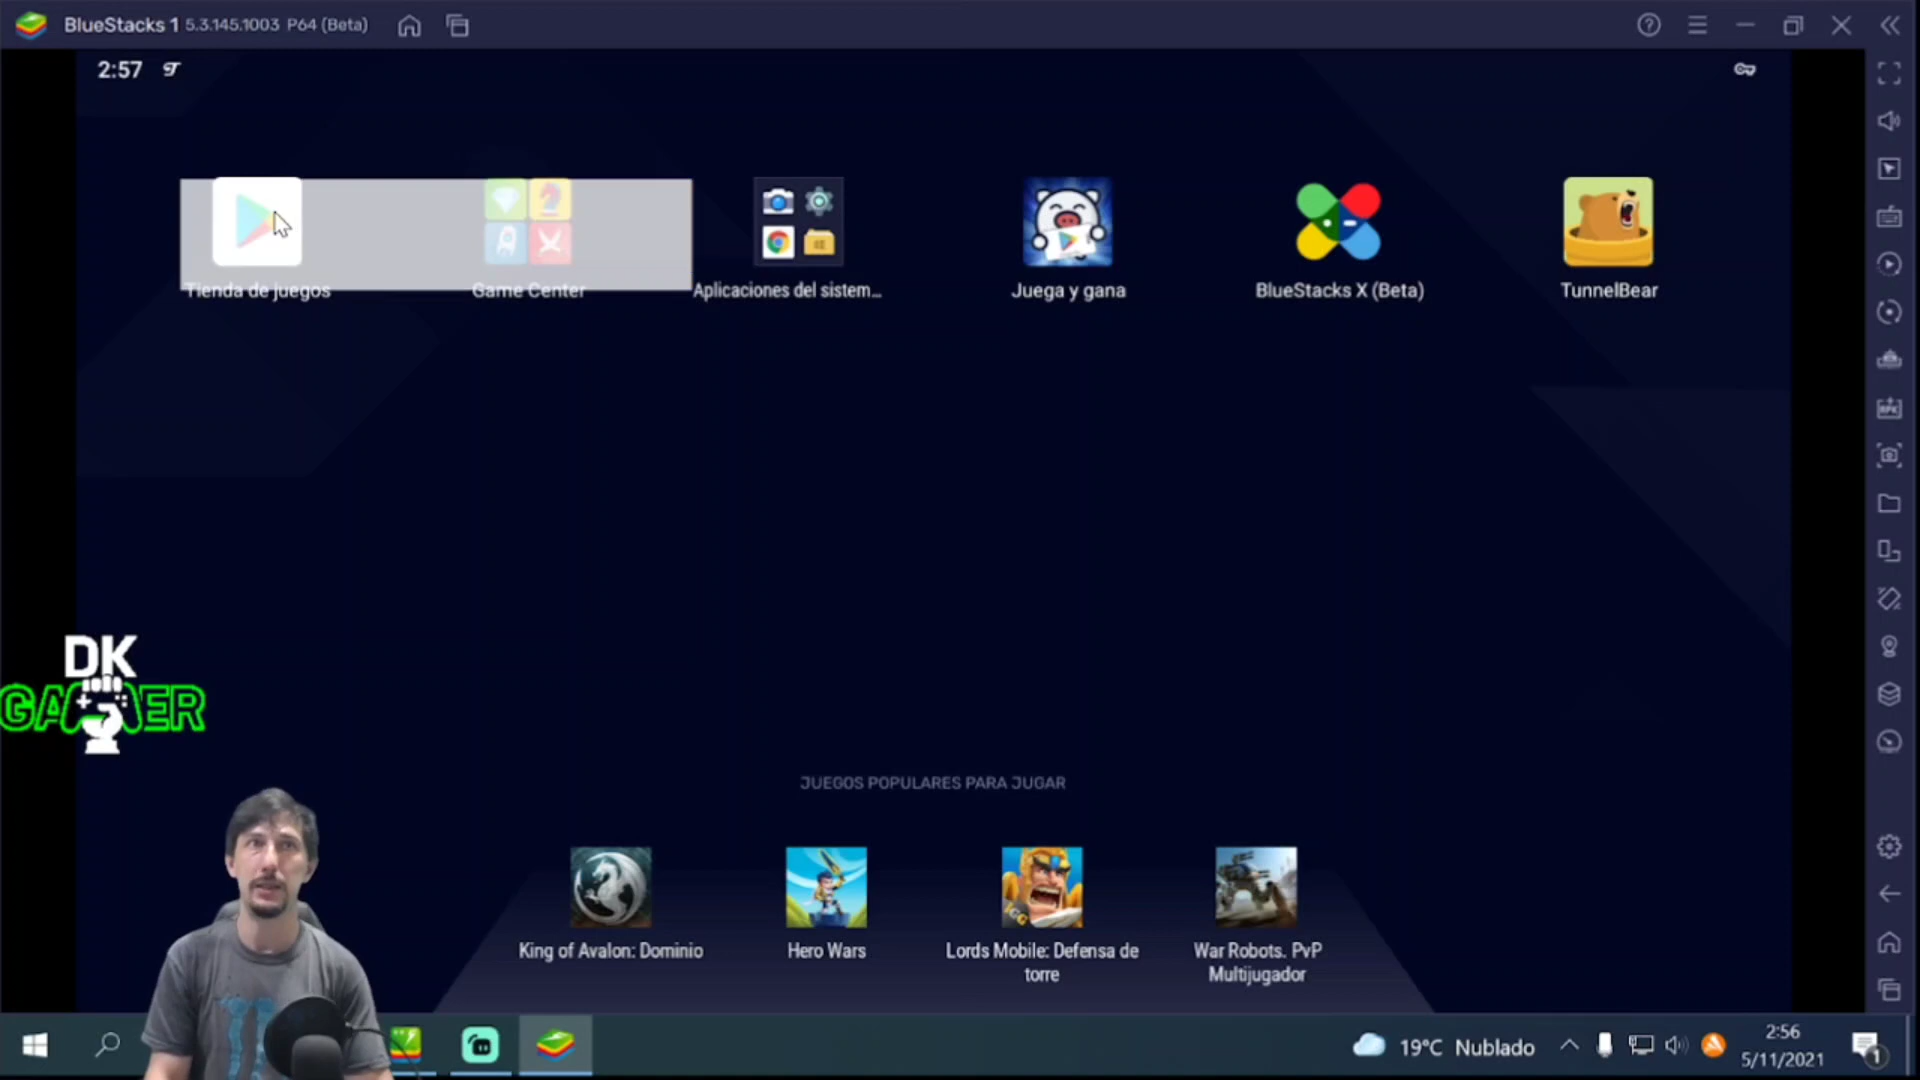 BlueStacks 1 5.3.145.1003 P64 (Beta)
2:57
Tienda de juegos
Game Center
Aplicaciones del sistem...
Juega y gana
BlueStacks X (Beta)
TunnelBear
DK
GAMER
JUEGOS POPULARES PARA JUGAR
King of Avalon: Dominio
Hero Wars
Lords Mobile: Defensa de
torre
War Robots. PvP
Multijugador
19°C Nublado
2:56
5/11/2021
1